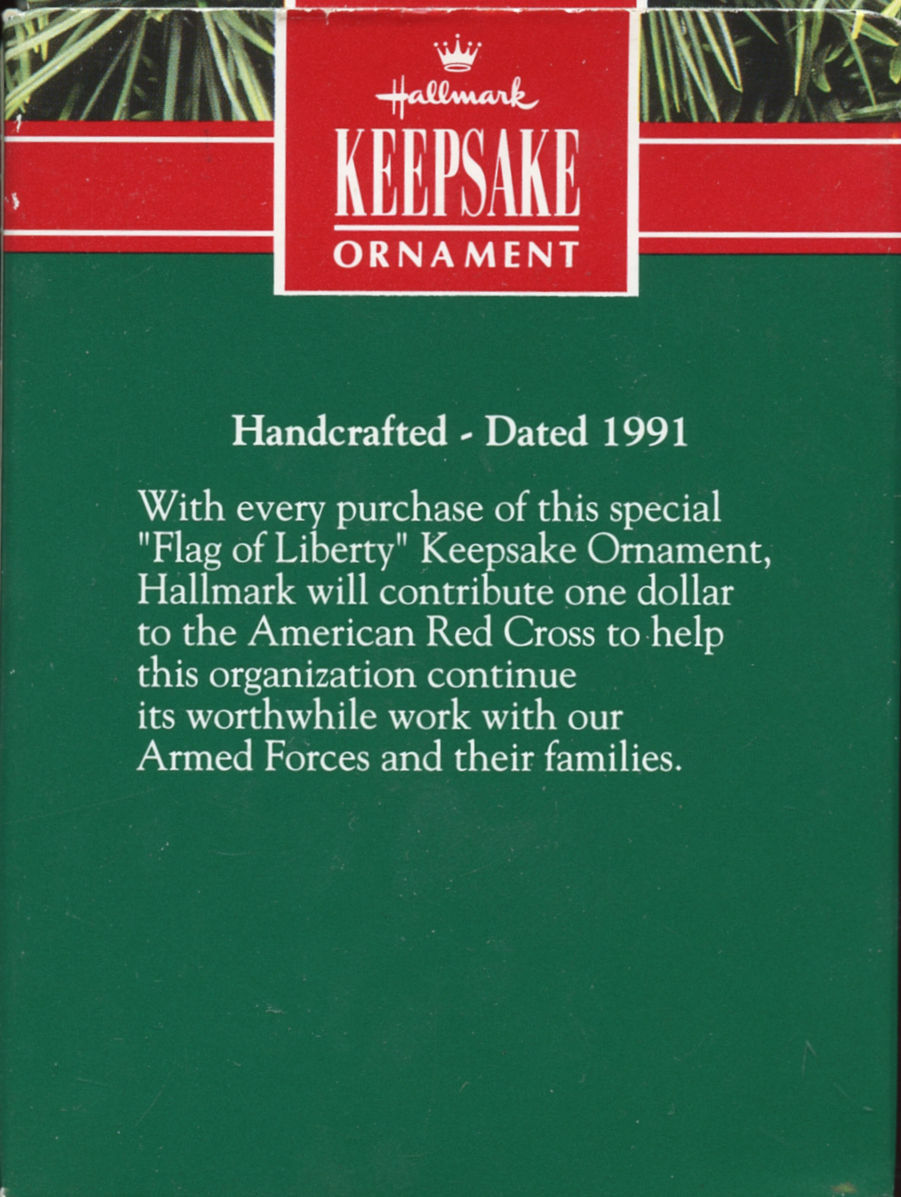 Hallmark
KEEPSAKE
ORNAMENT
Handcrafted - Dated 1991
With every purchase of this special
"Flag of Liberty" Keepsake Ornament,
Hallmark will contribute one dollar
to the American Red Cross to help
this organization continue
its worthwhile work with our
Armed Forces and their families.